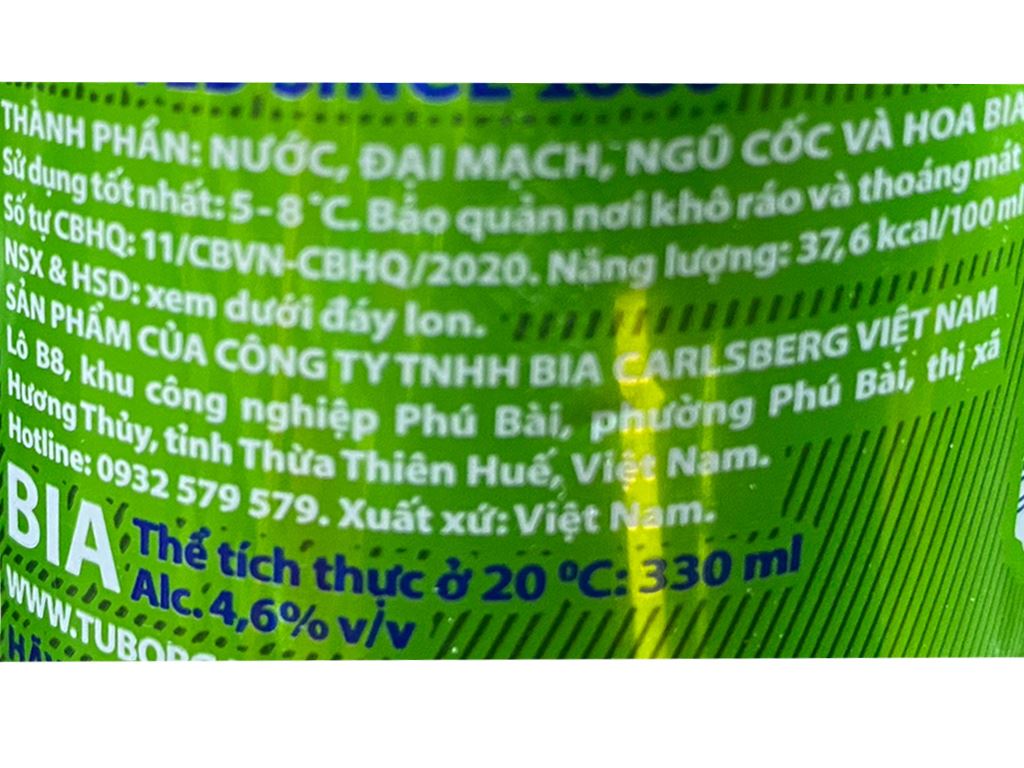 SINCE 1880
THÀNH PHẦN: NƯỚC, ĐẠI MẠCH, NGŨ CỐC VÀ HOA BIA
Sử dụng tốt nhất: 5 - 8 °C. Bảo quản nơi khô ráo và thoáng mát
Số tự CBHQ: 11/CBVN-CBHQ/2020. Năng lượng: 37,6 kcal/100 ml
NSX & HSD: xem dưới đáy lon.
SẢN PHẨM CỦA CÔNG TY TNHH BIA CARLSBERG VIỆT NAM
Lô B8, khu công nghiệp Phú Bài, phường Phú Bài, thị xã
Hương Thủy, tỉnh Thừa Thiên Huế, Việt Nam.
Hotline: 0932 579 579. Xuất xứ: Việt Nam.
BIA Thể tích thực ở 20 °C: 330 ml
Alc. 4,6% v/v
WWW.TUBORG